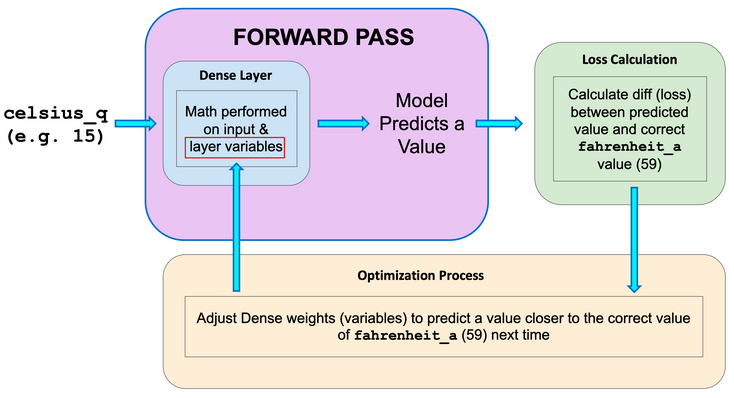 FORWARD PASS
Dense Layer
Math performed
on input &
layer variables
celsius_q
(e.g. 15)
Model
Predicts a
Value
Loss Calculation
Calculate diff (loss)
between predicted
value and correct
fahrenheit_a
value (59)
Optimization Process
Adjust Dense weights (variables) to predict a value closer to the correct value
of fahrenheit_a (59) next time